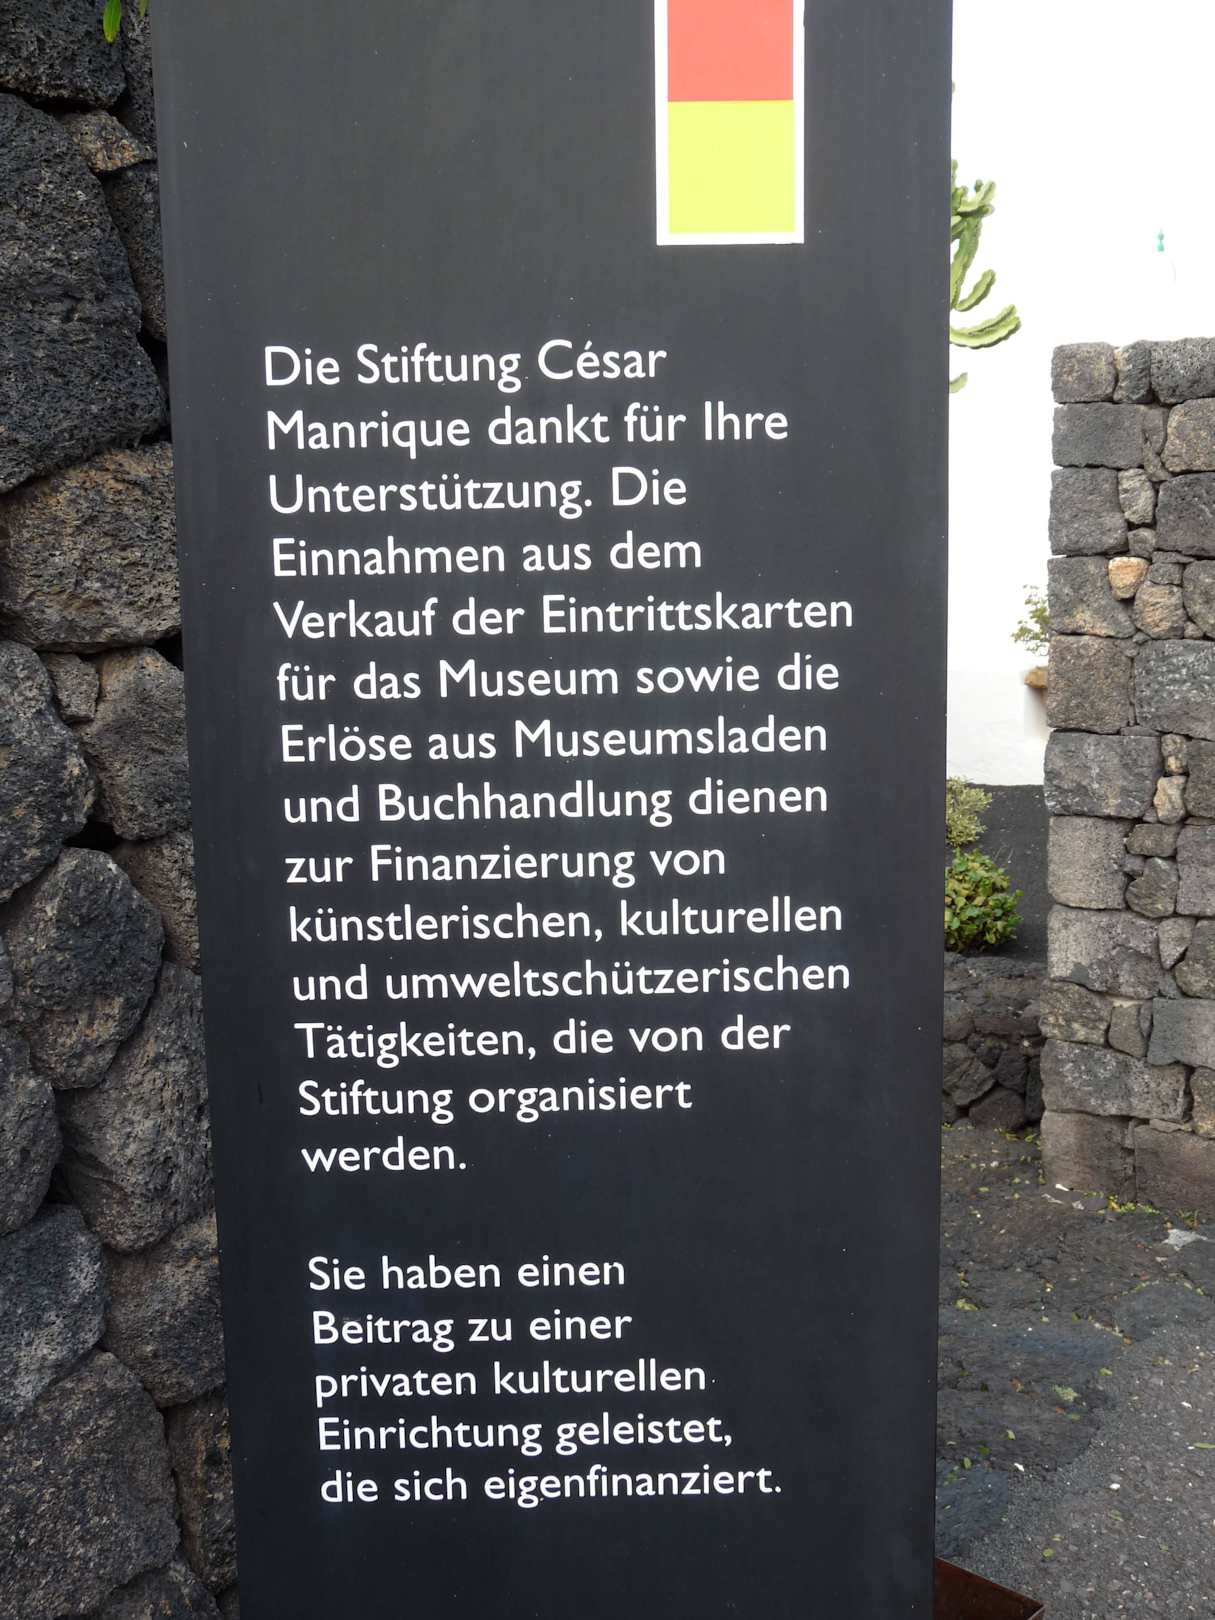 Die Stiftung César
Manrique dankt für Ihre
Unterstützung. Die
Einnahmen aus dem
Verkauf der Eintrittskarten
für das Museum sowie die
Erlöse aus Museumsladen
und Buchhandlung dienen
zur Finanzierung von
künstlerischen, kulturellen
und umweltschützerischen
Tätigkeiten, die von der
Stiftung organisiert
werden.
Sie haben einen
Beitrag zu einer
privaten kulturellen
Einrichtung geleistet,
die sich eigenfinanziert.